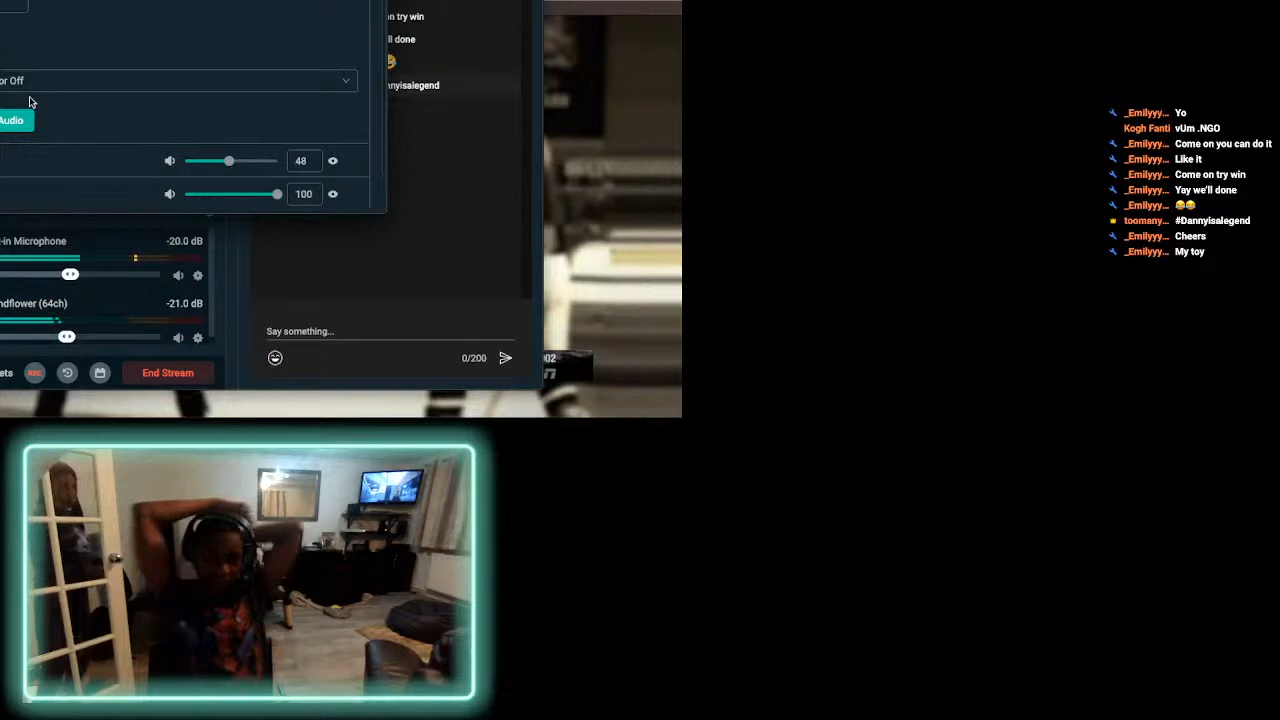 n try win
ll done
nnyisalegend
or Off
Audio
48
100
-in Microphone -20.0 dB
ndflower (64ch) -21.0 dB
Say something...
0/200
ets REC End Stream
002
_Emilyyy... Yo
Kogh Fanti vUm .NGO
_Emilyyy... Come on you can do it
_Emilyyy... Like it
_Emilyyy... Come on try win
_Emilyyy... Yay we'll done
_Emilyyy... 😂😂
toomany... #Dannyisalegend
_Emilyyy... Cheers
_Emilyyy... My toy